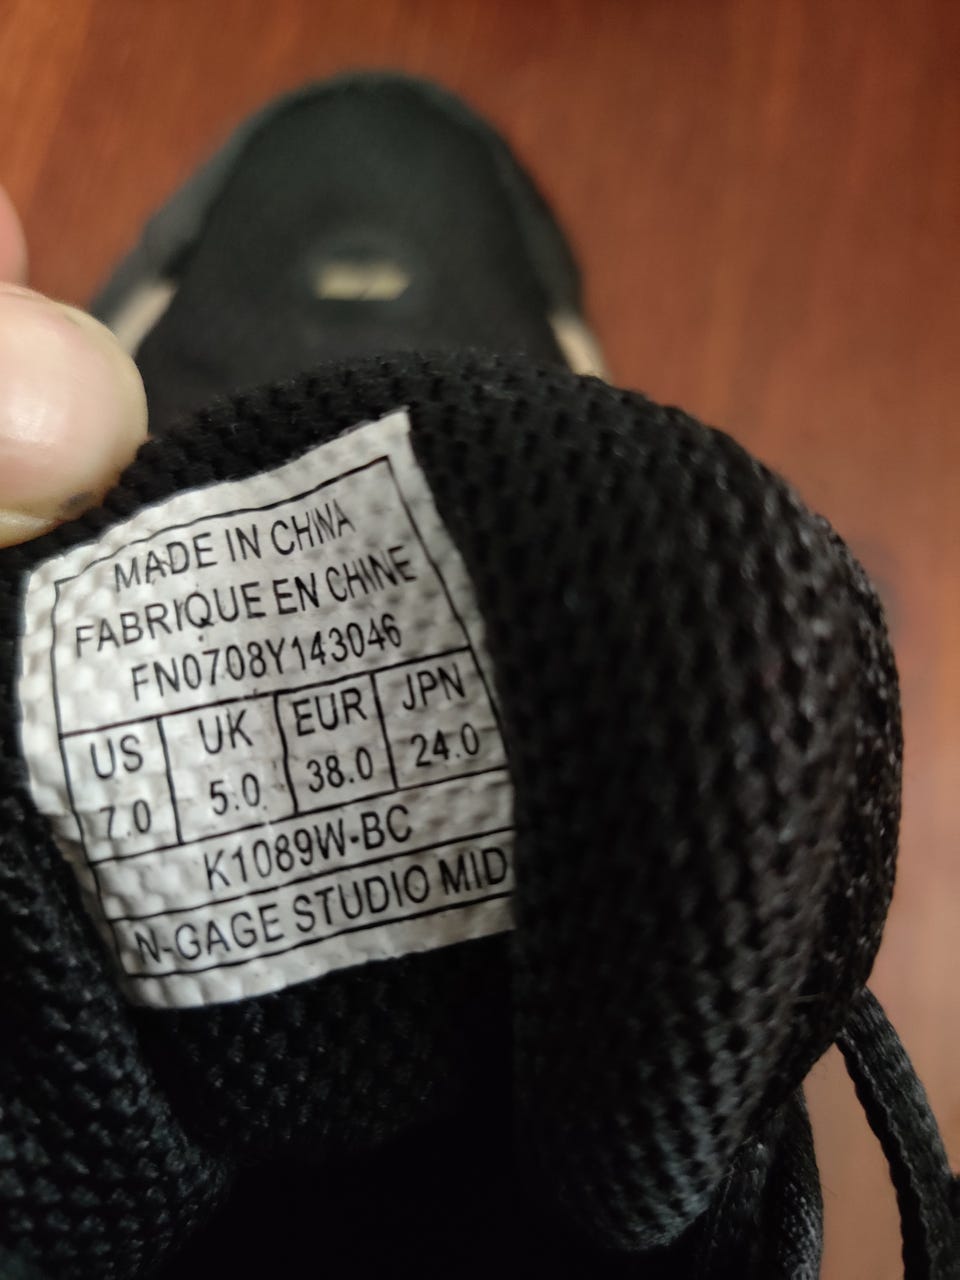 MADE IN CHINA
FABRIQUE EN CHINE
FN0708Y143046
US UK EUR JPN
7.0 5.0 38.0 24.0
K1089W-BC
N-GAGE STUDIO MID